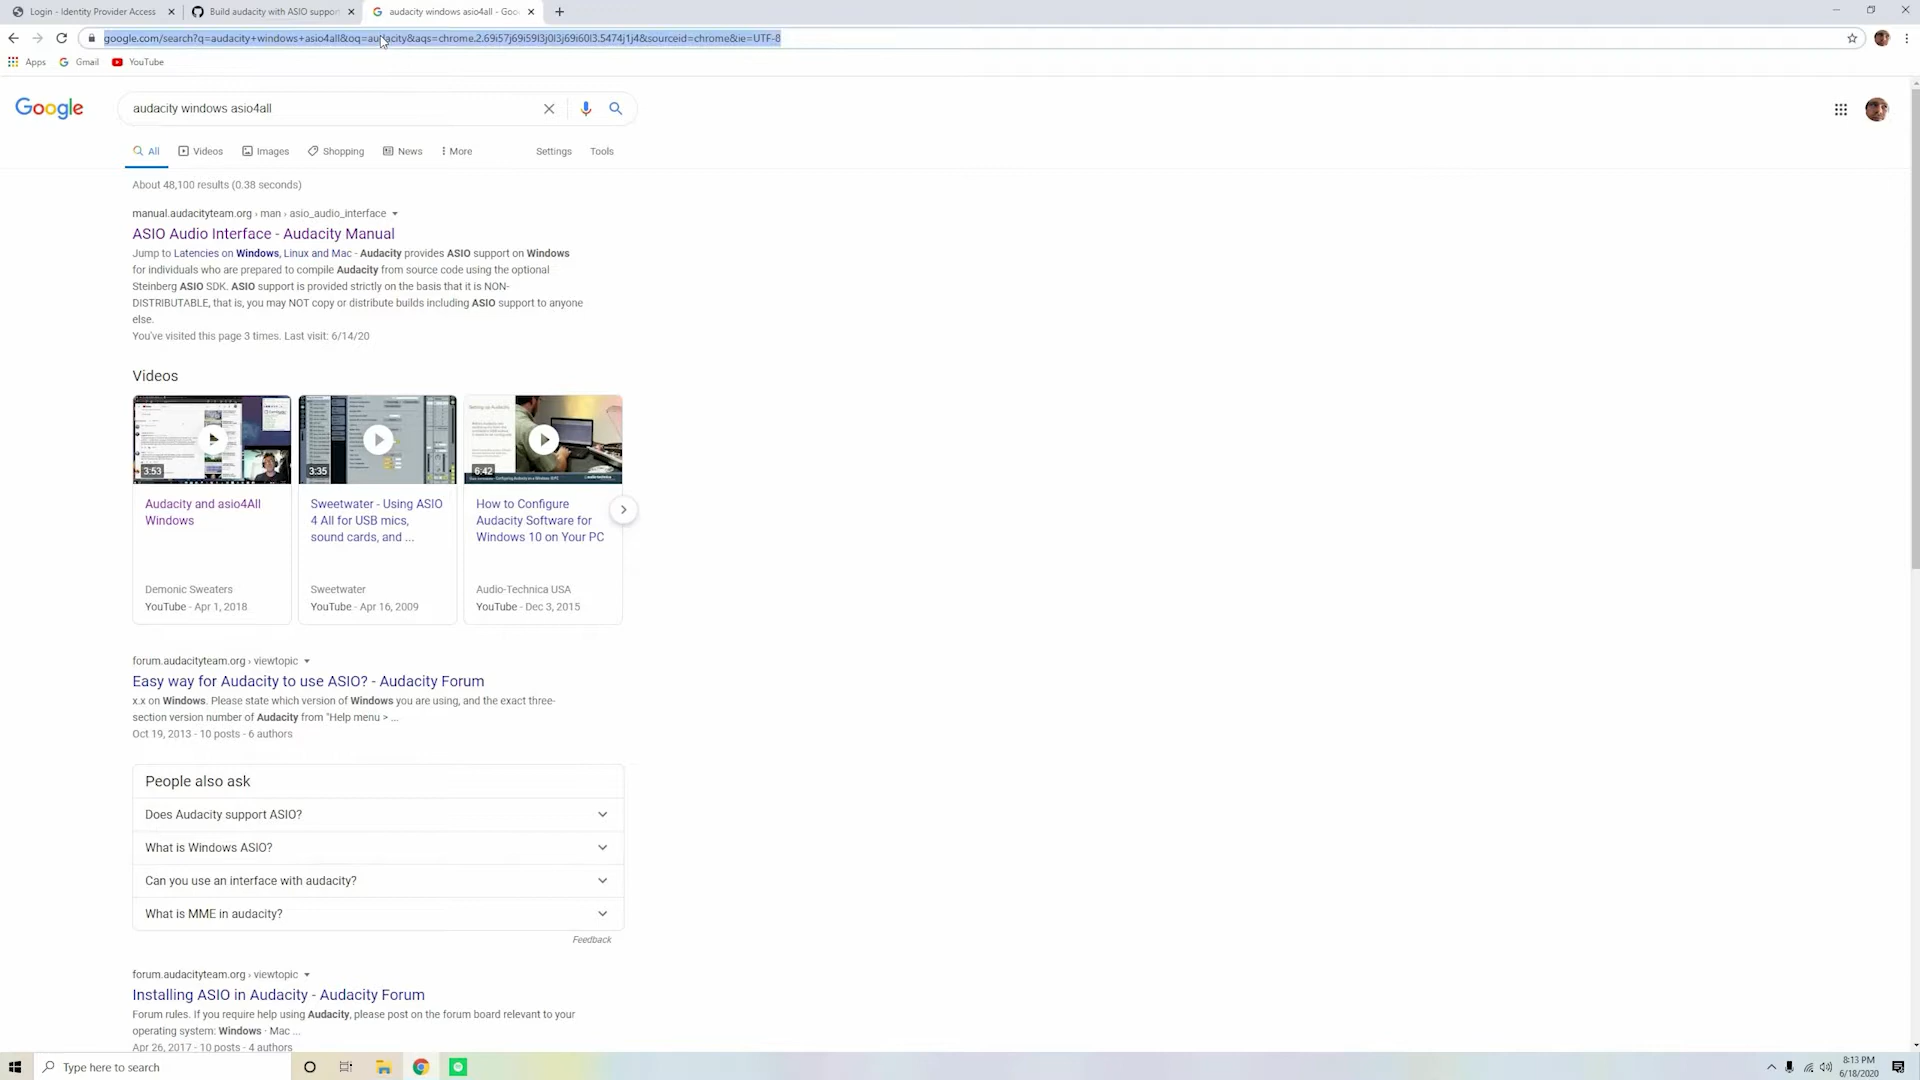 Login - Identity Provider Access
Build audacity with ASIO suppor
audacity windows asio4all - Goo
google.com/search?q=audacity+windows+asio4all&oq=audacity&aqs=chrome.2.69i57j69i59l3j0l3j69i60l3.5474j1j4&sourceid=chrome&ie=UTF-8
Apps Gmail YouTube
Google
audacity windows asio4all
All Videos Images Shopping News More Settings Tools
About 48,100 results (0.38 seconds)
manual.audacityteam.org › man › asio_audio_interface
ASIO Audio Interface - Audacity Manual
Jump to Latencies on Windows, Linux and Mac - Audacity provides ASIO support on Windows
for individuals who are prepared to compile Audacity from source code using the optional
Steinberg ASIO SDK. ASIO support is provided strictly on the basis that it is NON-
DISTRIBUTABLE, that is, you may NOT copy or distribute builds including ASIO support to anyone
else.
You've visited this page 3 times. Last visit: 6/14/20
Videos
3:53
3:35
6:42
Audacity and asio4All
Windows
Demonic Sweaters
YouTube - Apr 1, 2018
Sweetwater - Using ASIO
4 All for USB mics,
sound cards, and ...
Sweetwater
YouTube - Apr 16, 2009
How to Configure
Audacity Software for
Windows 10 on Your PC
Audio-Technica USA
YouTube - Dec 3, 2015
forum.audacityteam.org › viewtopic
Easy way for Audacity to use ASIO? - Audacity Forum
x.x on Windows. Please state which version of Windows you are using, and the exact three-
section version number of Audacity from "Help menu > ...
Oct 19, 2013 - 10 posts - 6 authors
People also ask
Does Audacity support ASIO?
What is Windows ASIO?
Can you use an interface with audacity?
What is MME in audacity?
Feedback
forum.audacityteam.org › viewtopic
Installing ASIO in Audacity - Audacity Forum
Forum rules. If you require help using Audacity, please post on the forum board relevant to your
operating system: Windows · Mac ...
Apr 26, 2017 - 10 posts - 4 authors
Type here to search
8:13 PM
6/18/2020